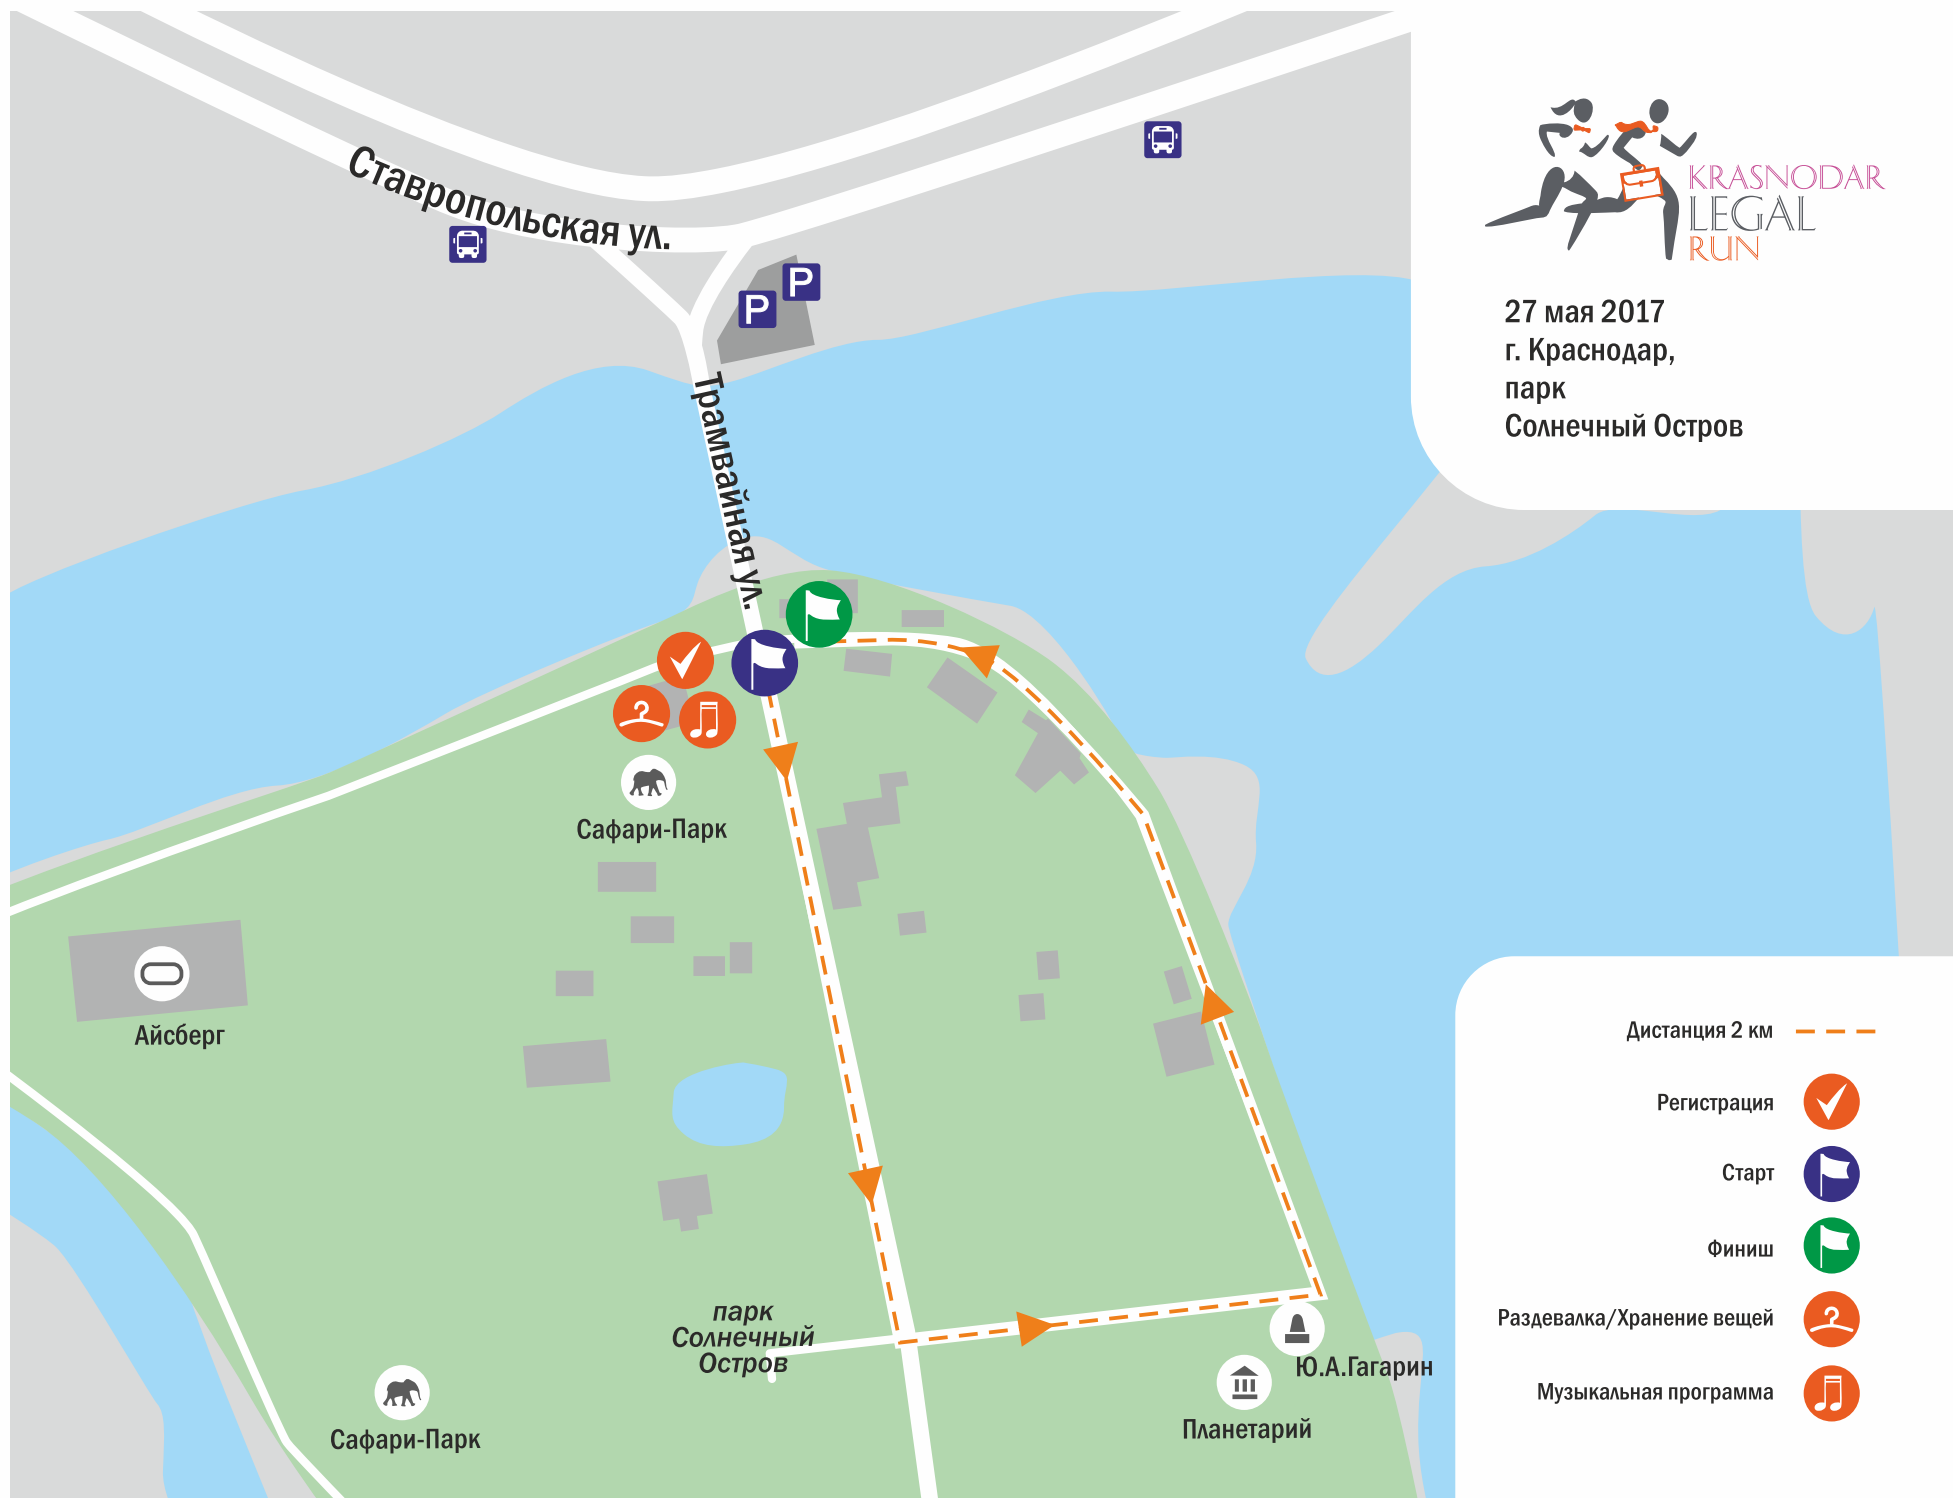 Ставропольская ул.
P
P
Трамвайная ул.
Сафари-Парк
Айсберг
парк
Солнечный
Остров
Сафари-Парк
Ю.А.Гагарин
Планетарий
KRASNODAR
LEGAL
RUN
27 мая 2017
г. Краснодар,
парк
Солнечный Остров
Дистанция 2 км
Регистрация
Старт
Финиш
Раздевалка/Хранение вещей
Музыкальная программа